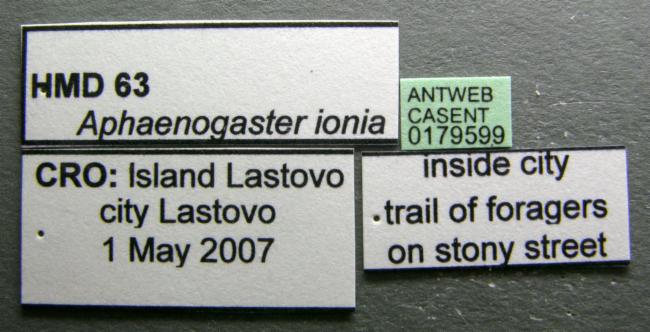 HMD 63
Aphaenogaster ionia
ANTWEB
CASENT
0179599
CRO: Island Lastovo
city Lastovo
1 May 2007
inside city
trail of foragers
on stony street